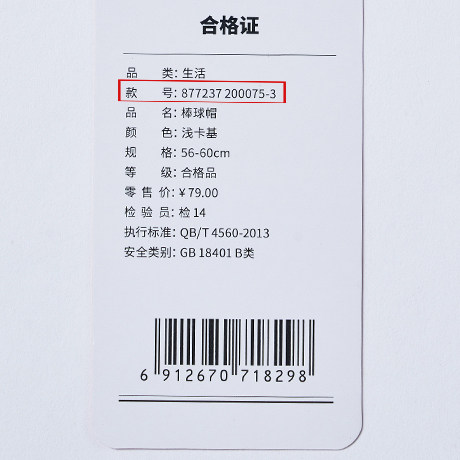 合格证
品 类: 生活
款 号: 877237 200075-3
品 名: 棒球帽
颜 色: 浅卡基
规 格: 56-60cm
等 级: 合格品
零 售 价: ¥79.00
检 验 员: 检 14
执行标准: QB/T 4560-2013
安全类别: GB 18401 B类
6 912670 718298